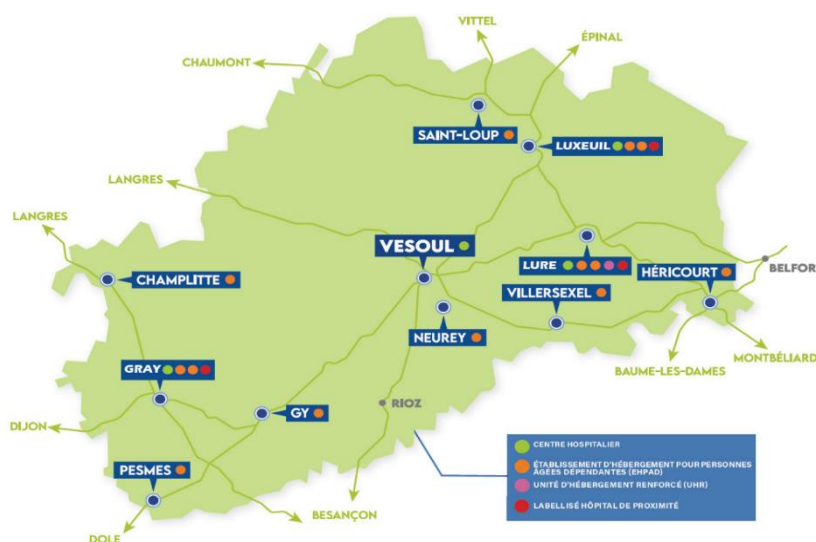 VITTEL
ÉPINAL
CHAUMONT
SAINT-LOUP
LUXEUIL
LANGRES
LANGRES
VESOUL
LURE
HÉRICOURT
BELFOR
CHAMPLITTE
VILLERSEXEL
NEUREY
MONTBÉLIARD
BAUME-LES-DAMES
GRAY
RIOZ
DIJON
GY
PESMES
BESANÇON
DOLE
CENTRE HOSPITALIER
ÉTABLISSEMENT D'HÉBERGEMENT POUR PERSONNES
ÂGÉES DÉPENDANTES (EHPAD)
UNITÉ D'HÉBERGEMENT RENFORCÉ (UHR)
LABELLISÉ HÔPITAL DE PROXIMITÉ